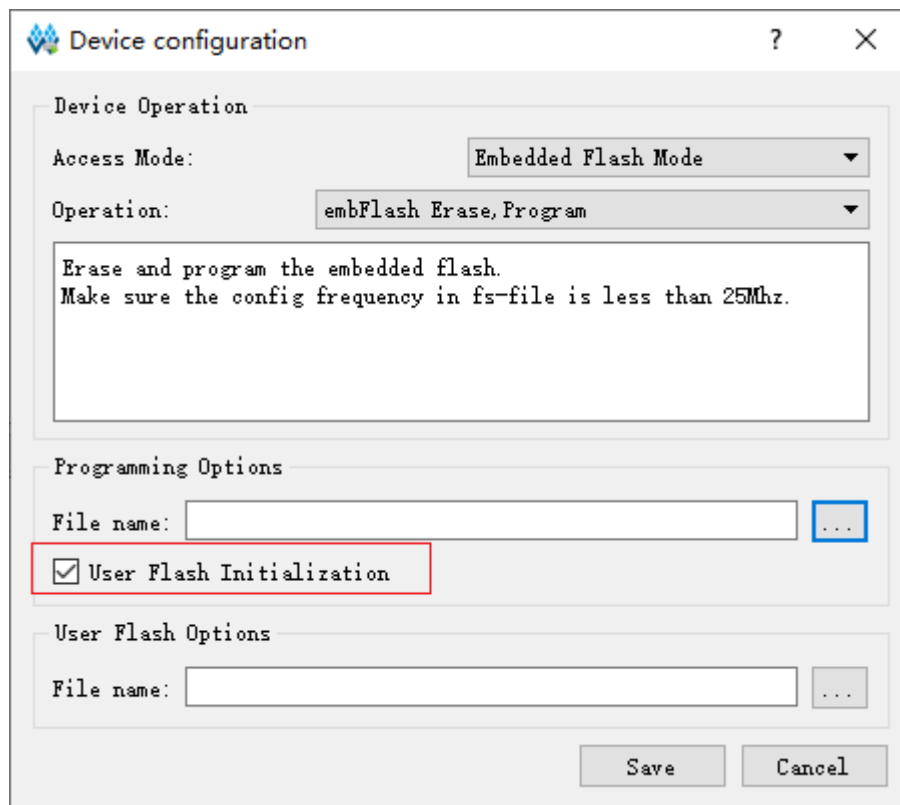 Device configuration
Device Operation
Access Mode: Embedded Flash Mode
Operation: embFlash Erase,Program
Erase and program the embedded flash.
Make sure the config frequency in fs-file is less than 25Mhz.
Programming Options
File name: ...
User Flash Initialization
User Flash Options
File name: ...
Save Cancel